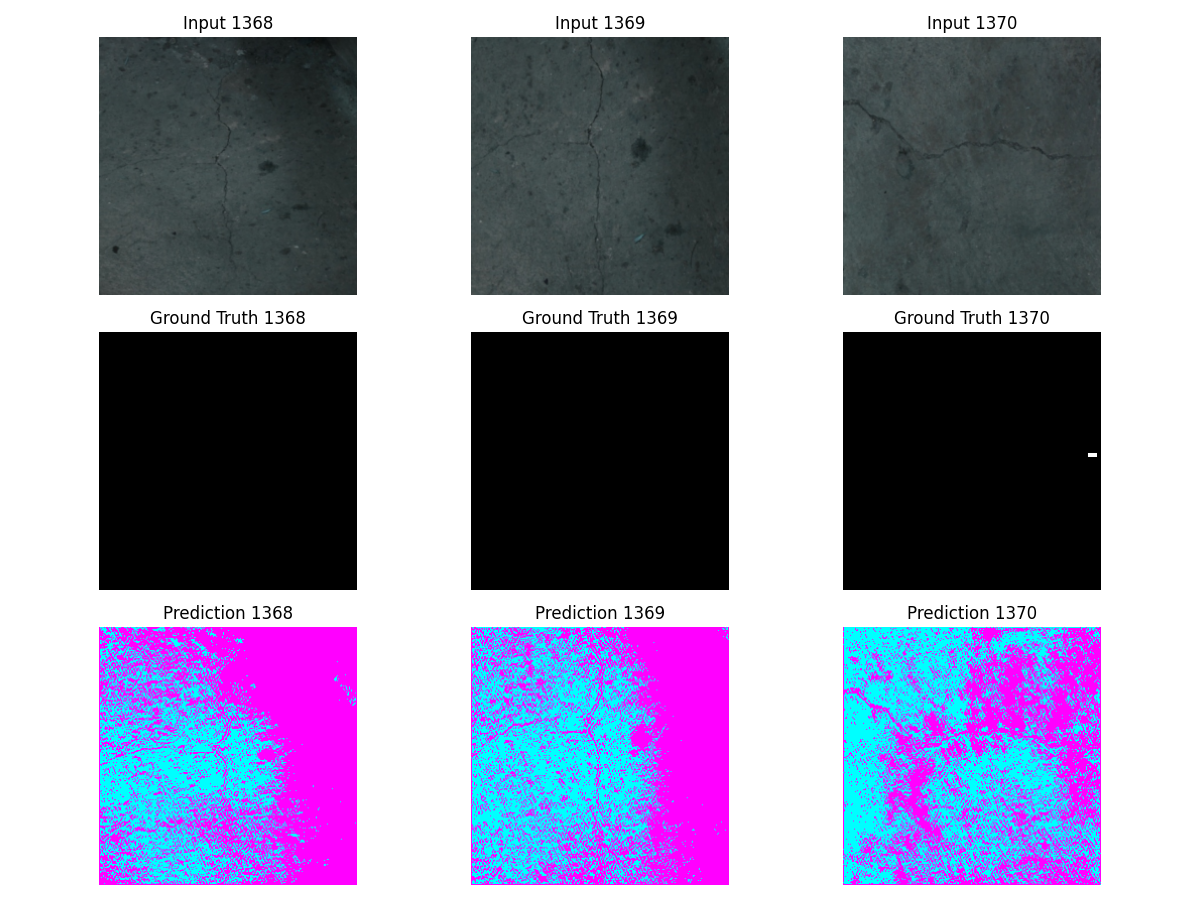 Input 1368
Input 1369
Input 1370
Ground Truth 1368
Ground Truth 1369
Ground Truth 1370
Prediction 1368
Prediction 1369
Prediction 1370